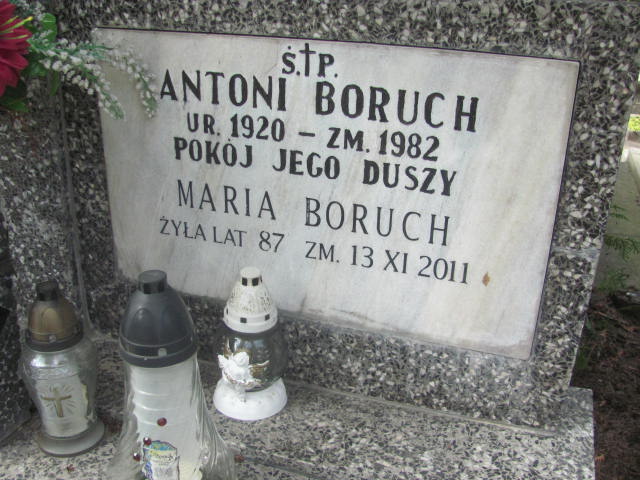 Ś.†P.
ANTONI BORUCH
UR. 1920 – ZM. 1982
POKÓJ JEGO DUSZY
MARIA BORUCH
ŻYŁA LAT 87 ZM. 13 XI 2011